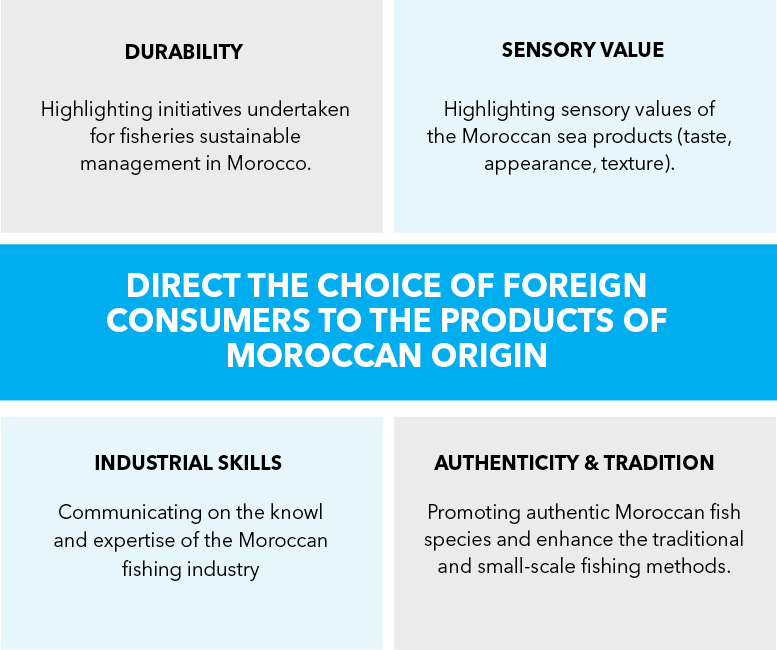 DURABILITY
Highlighting initiatives undertaken
for fisheries sustainable
management in Morocco.
SENSORY VALUE
Highlighting sensory values of
the Moroccan sea products (taste,
appearance, texture).
DIRECT THE CHOICE OF FOREIGN
CONSUMERS TO THE PRODUCTS OF
MOROCCAN ORIGIN
INDUSTRIAL SKILLS
Communicating on the knowl
and expertise of the Moroccan
fishing industry
AUTHENTICITY & TRADITION
Promoting authentic Moroccan fish
species and enhance the traditional
and small-scale fishing methods.